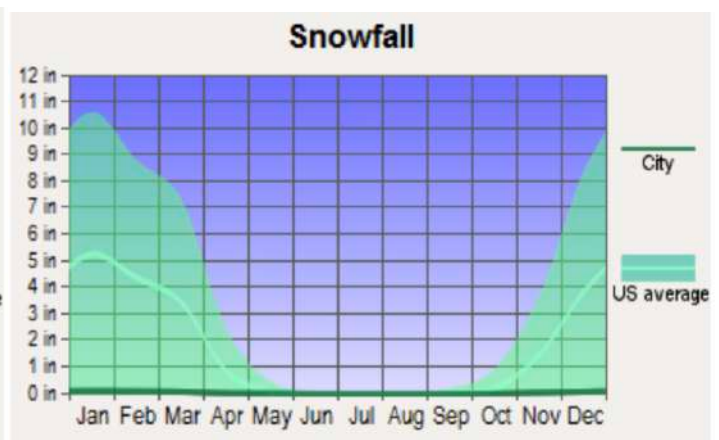 Snowfall
12 in
11 in
10 in
9 in
8 in
7 in
6 in
5 in
4 in
3 in
2 in
1 in
0 in
Jan Feb Mar Apr May Jun Jul Aug Sep Oct Nov Dec
City
US average